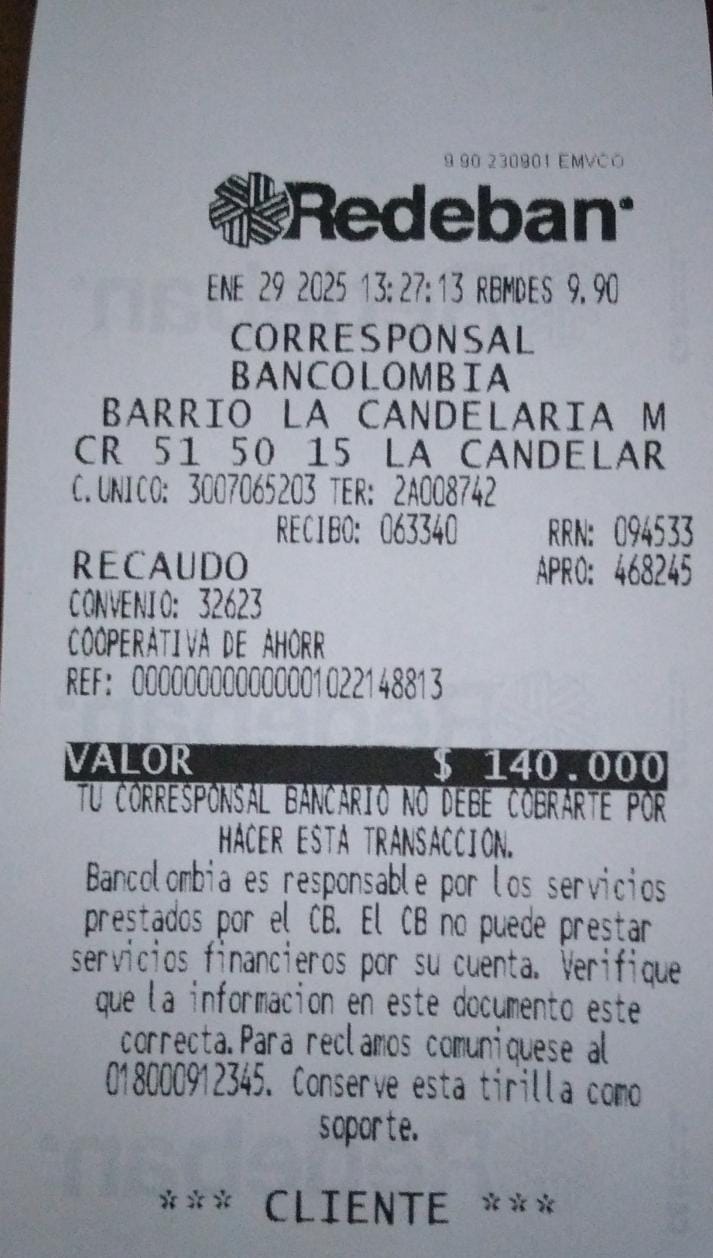 9 90 230901 EMVCO
Redeban
ENE 29 2025 13:27:13 RBMDES 9.90
CORRESPONSAL
BANCOLOMBIA
BARRIO LA CANDELARIA M
CR 51 50 15 LA CANDELAR
C.UNICO: 3007065203 TER: 2A008742
RECIBO: 063340 RRN: 094533
RECAUDO APRO: 468245
CONVENIO: 32623
COOPERATIVA DE AHORR
REF: 00000000000001022148813
VALOR $ 140.000
TU CORRESPONSAL BANCARIO NO DEBE COBRARTE POR
HACER ESTA TRANSACCION.
Bancolombia es responsable por los servicios
prestados por el CB. El CB no puede prestar
servicios financieros por su cuenta. Verifique
que la informacion en este documento este
correcta.Para reclamos comuniquese al
018000912345. Conserve esta tirilla como
soporte.
*** CLIENTE ***